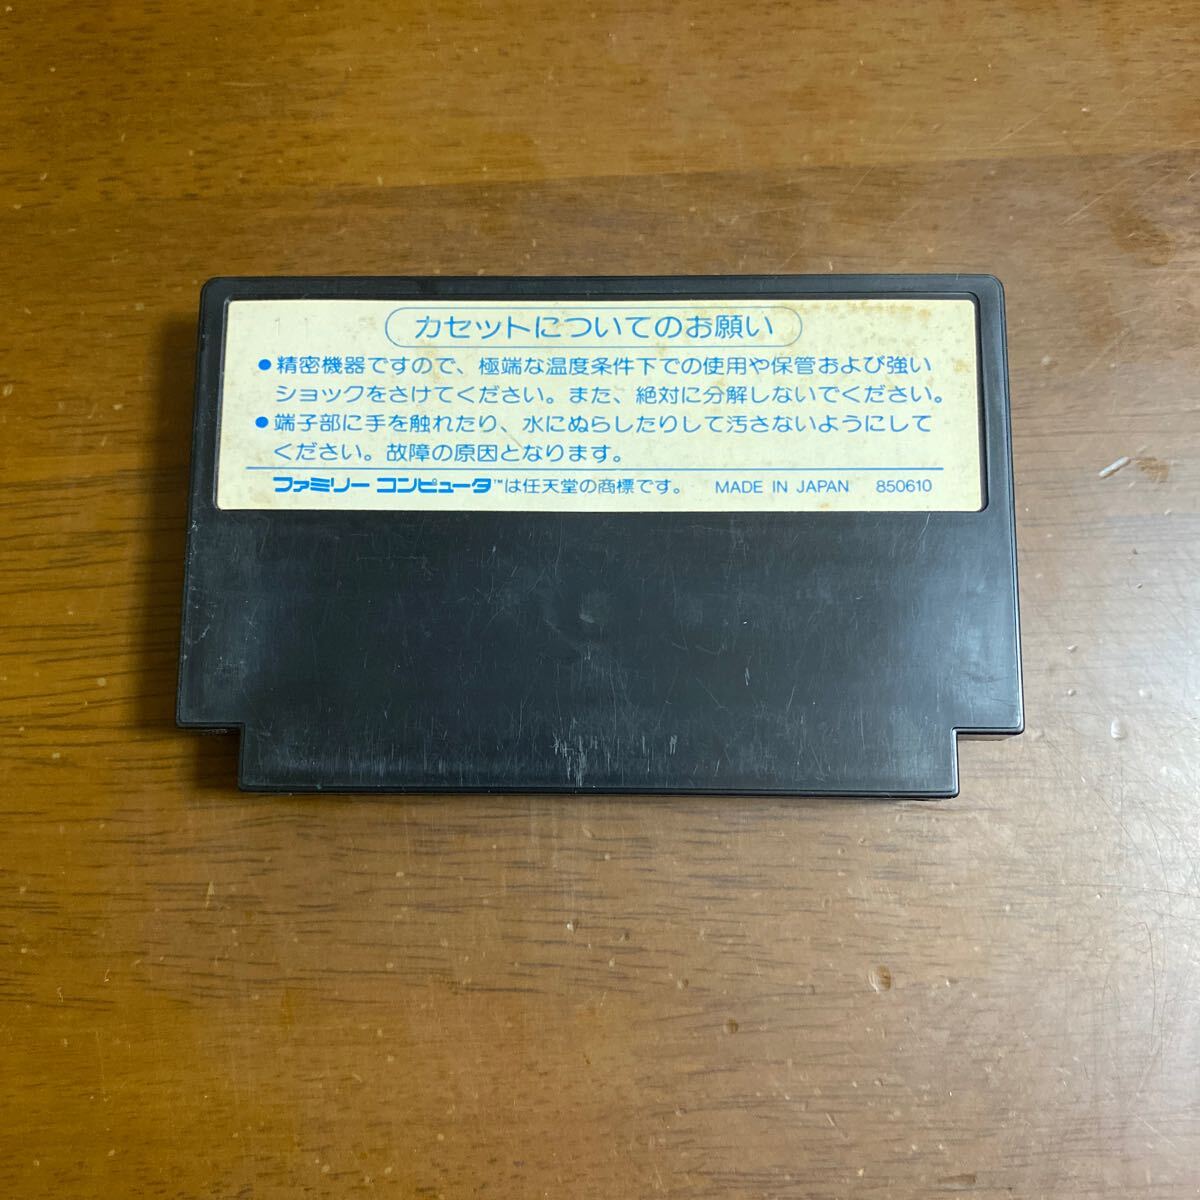 カセットについてのお願い
●精密機器ですので、極端な温度条件下での使用や保管および強い
ショックをさけてください。また、絶対に分解しないでください。
●端子部に手を触れたり、水にぬらしたりして汚さないようにして
ください。故障の原因となります。
ファミリー コンピュータ™は任天堂の商標です。 MADE IN JAPAN 850610